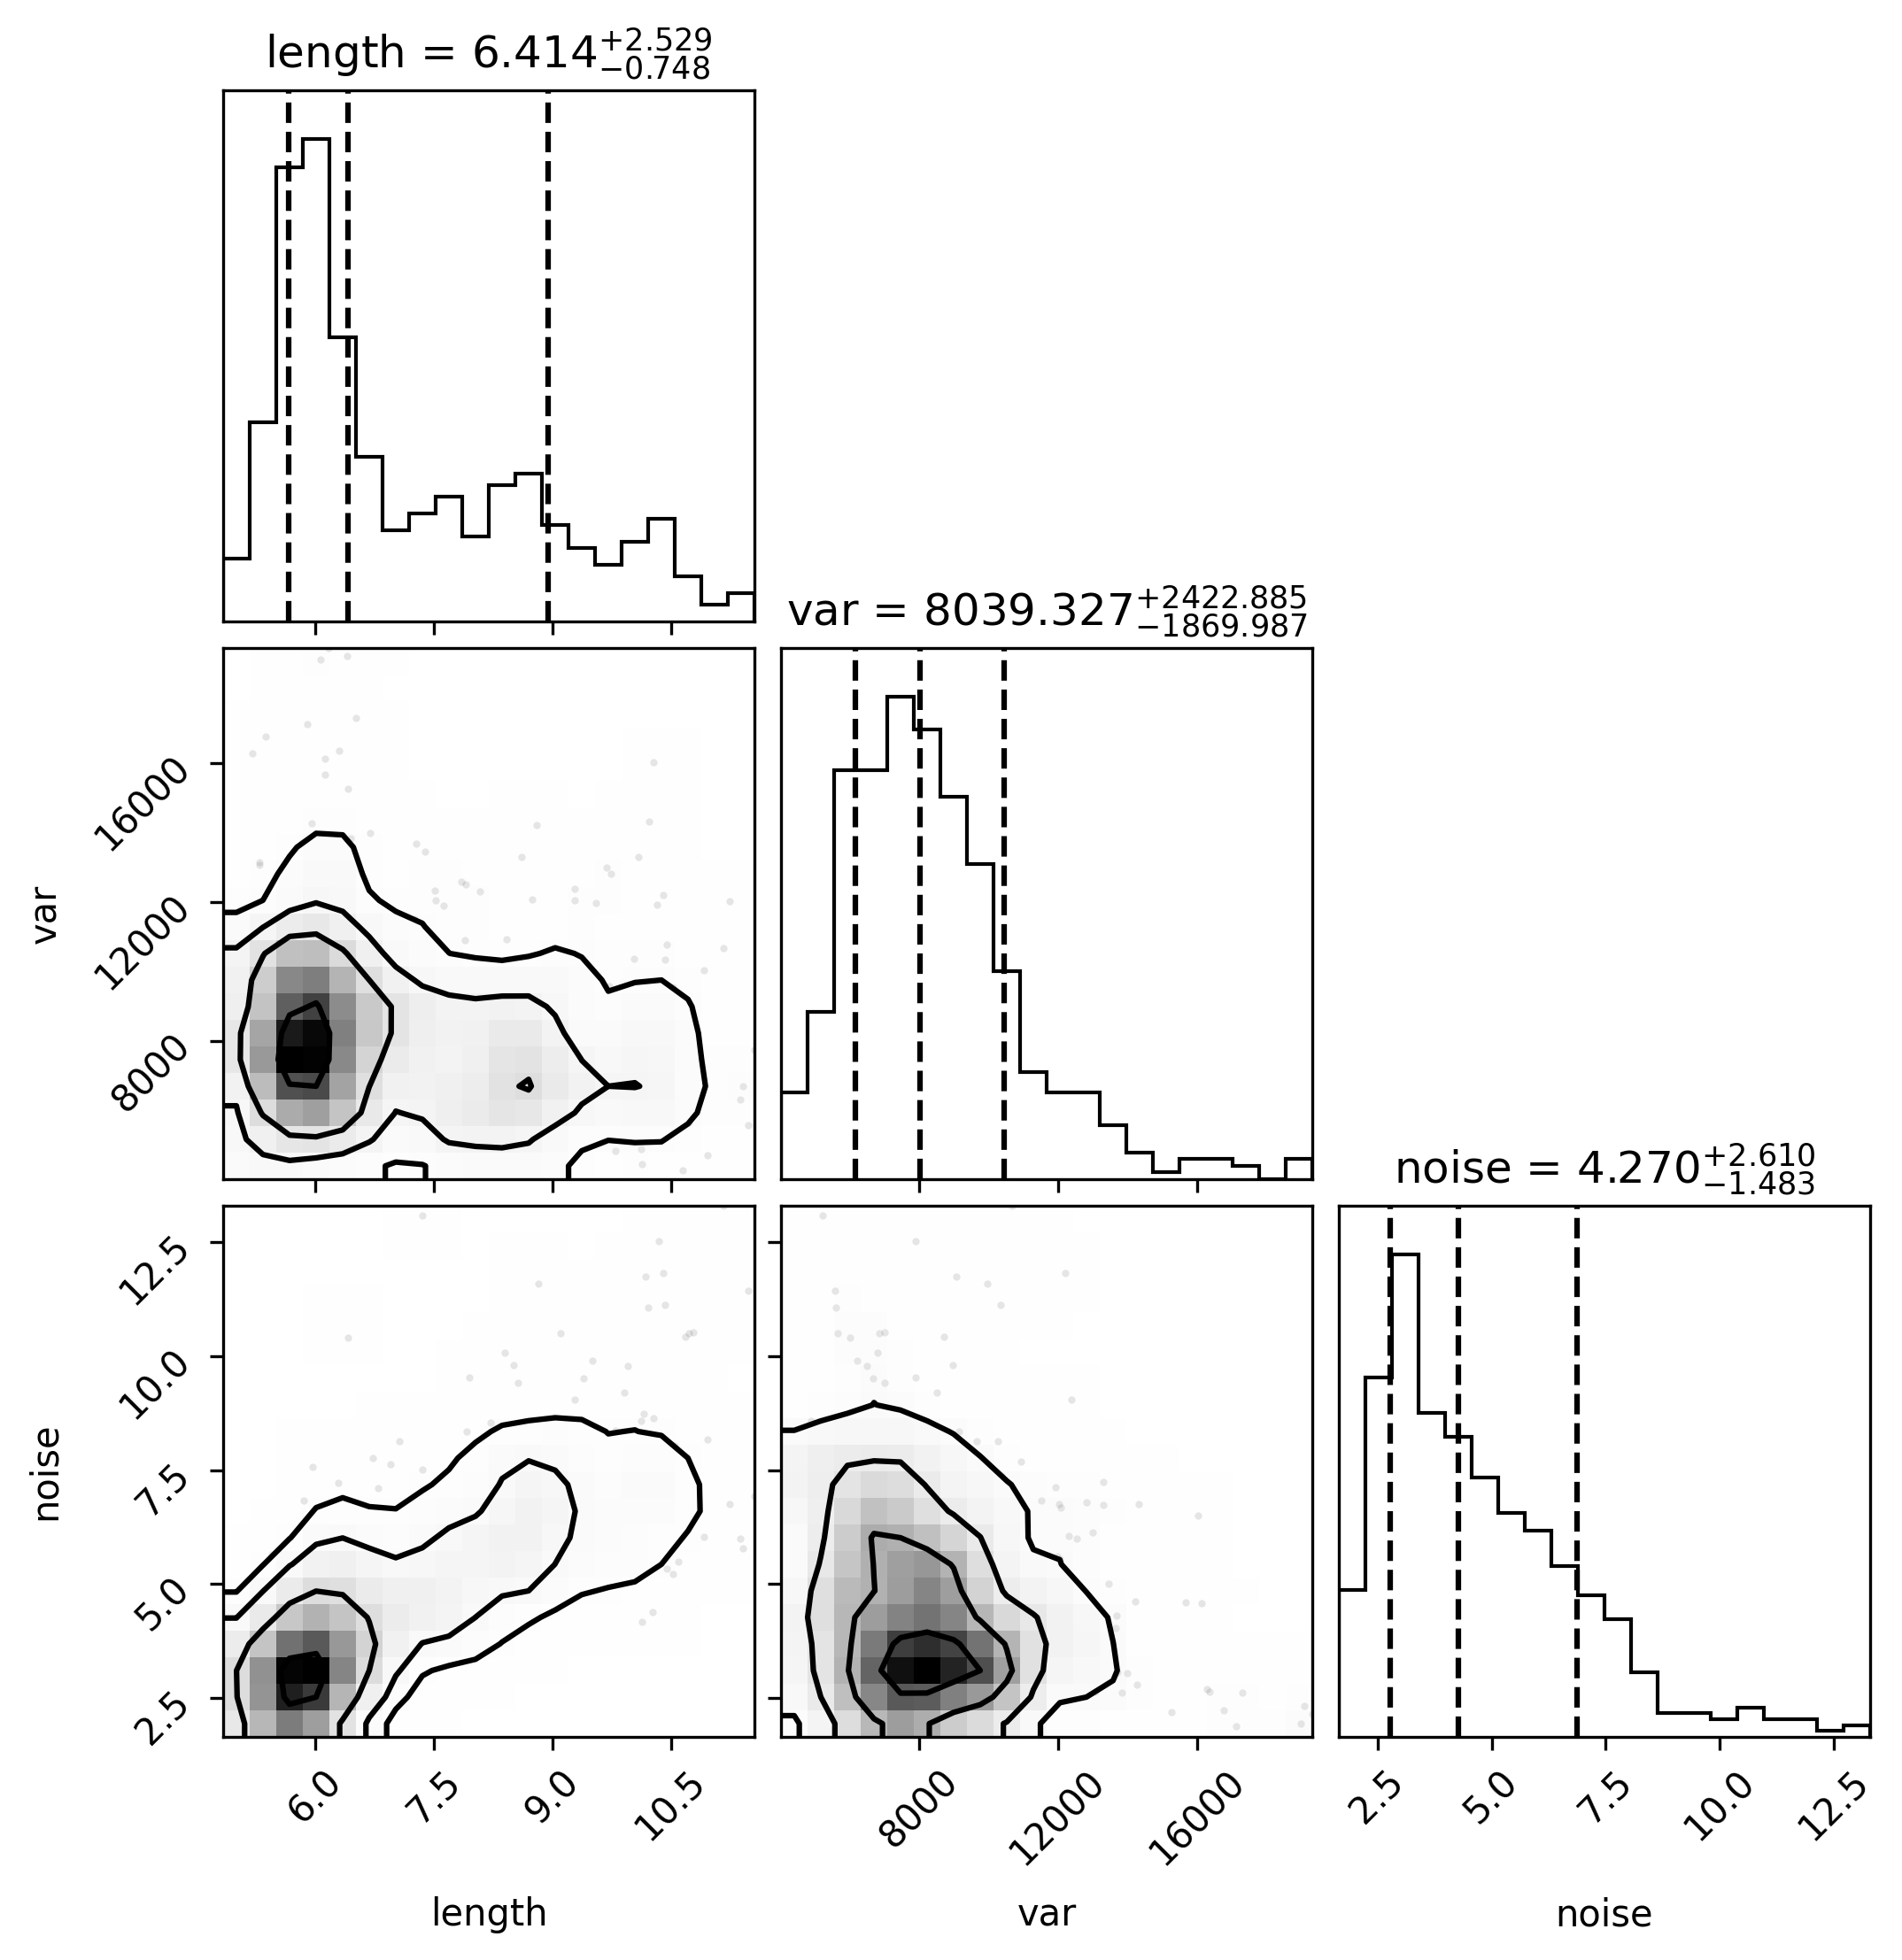 length = 6.414+2.529 −0.748
var = 8039.327+2422.885 −1869.987
16000
12000
8000
var
noise = 4.270+2.610 −1.483
12.5
10.0
7.5
5.0
2.5
noise
6.0 7.5 9.0 10.5
8000 12000 16000
2.5 5.0 7.5 10.0 12.5
length
var
noise